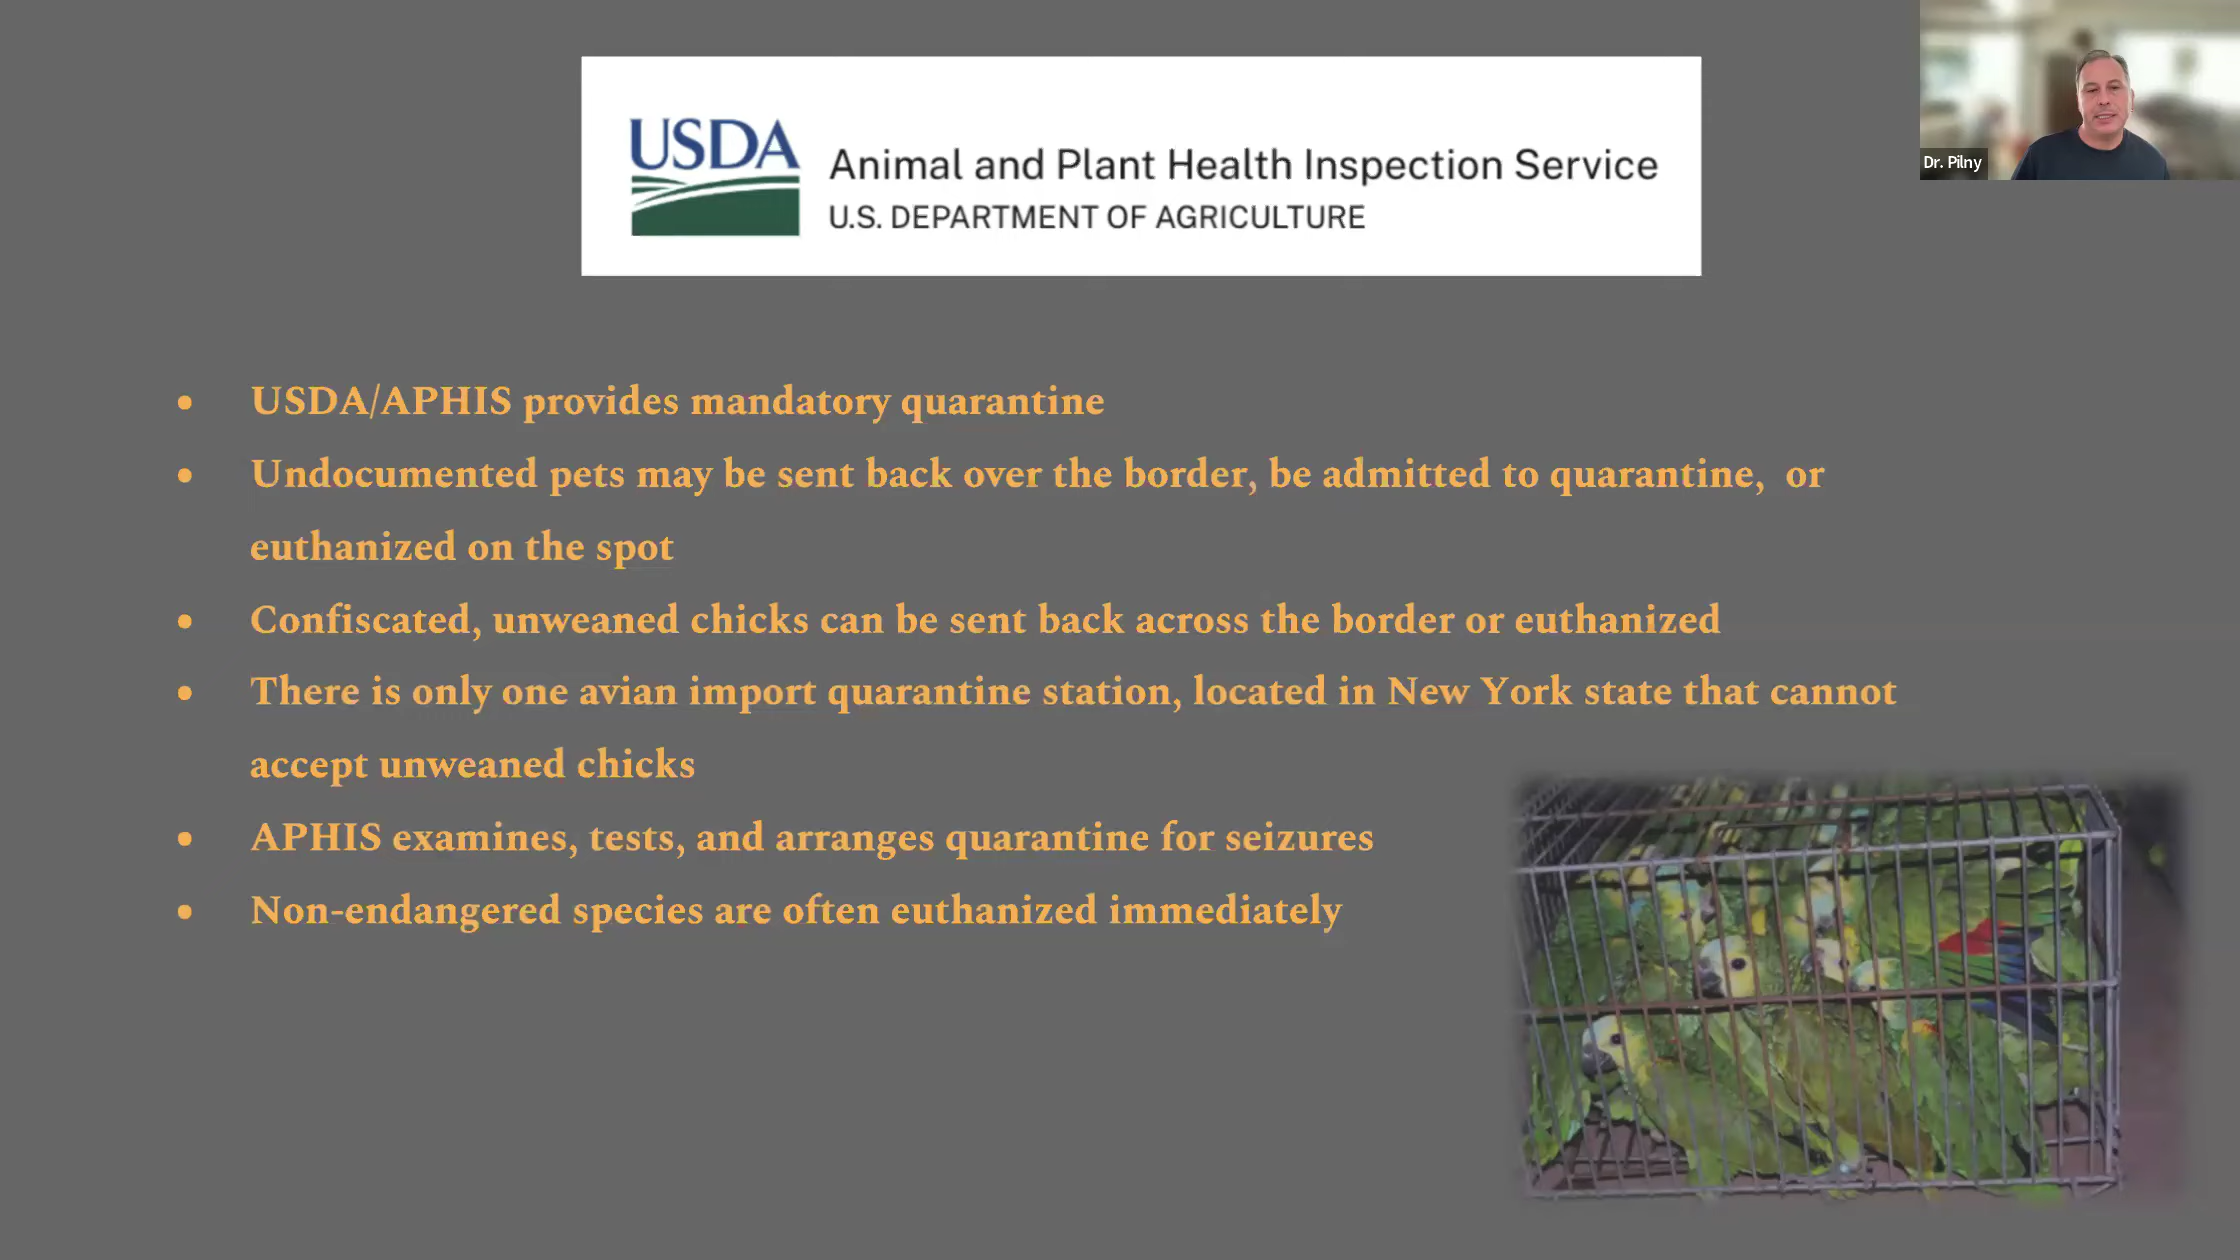 USDA
Animal and Plant Health Inspection Service
U.S. DEPARTMENT OF AGRICULTURE
Dr. Pilny
• USDA/APHIS provides mandatory quarantine
• Undocumented pets may be sent back over the border, be admitted to quarantine, or
euthanized on the spot
• Confiscated, unweaned chicks can be sent back across the border or euthanized
• There is only one avian import quarantine station, located in New York state that cannot
accept unweaned chicks
• APHIS examines, tests, and arranges quarantine for seizures
• Non-endangered species are often euthanized immediately